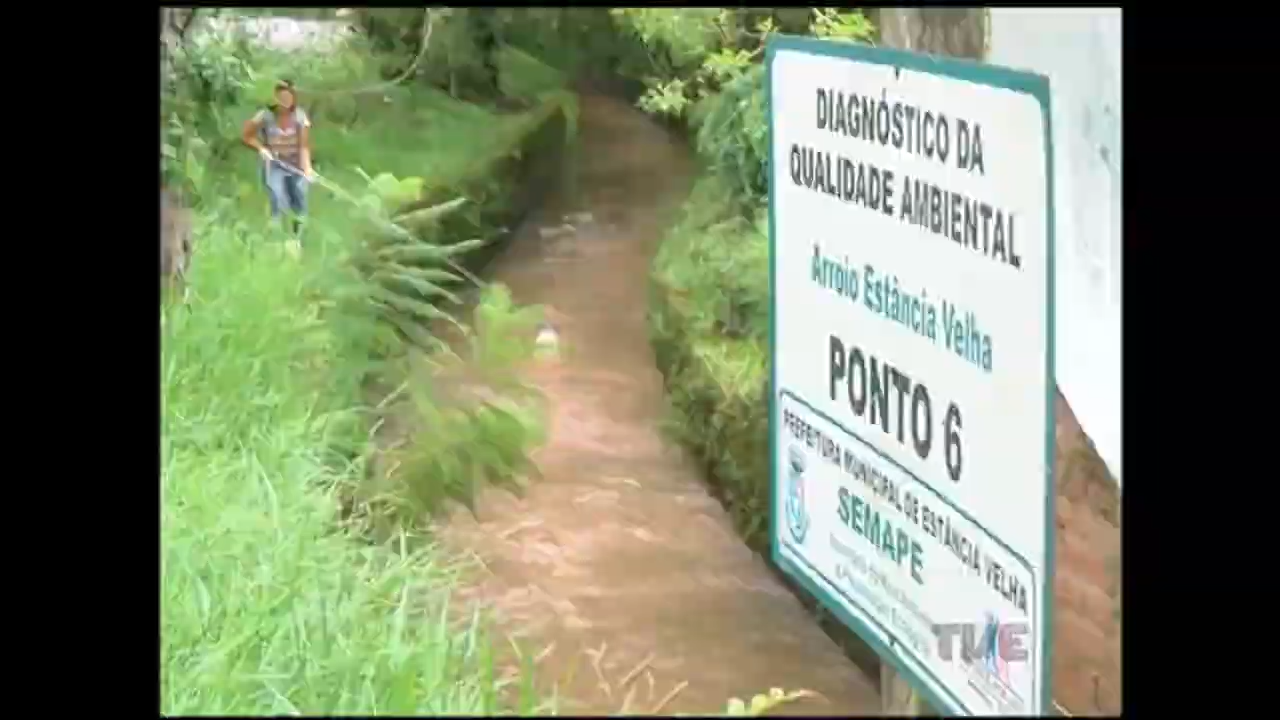 DIAGNÓSTICO DA
QUALIDADE AMBIENTAL
Arroio Estância Velha
PONTO 6
PREFEITURA MUNICIPAL DE ESTÂNCIA VELHA
SEMAPE
TVE